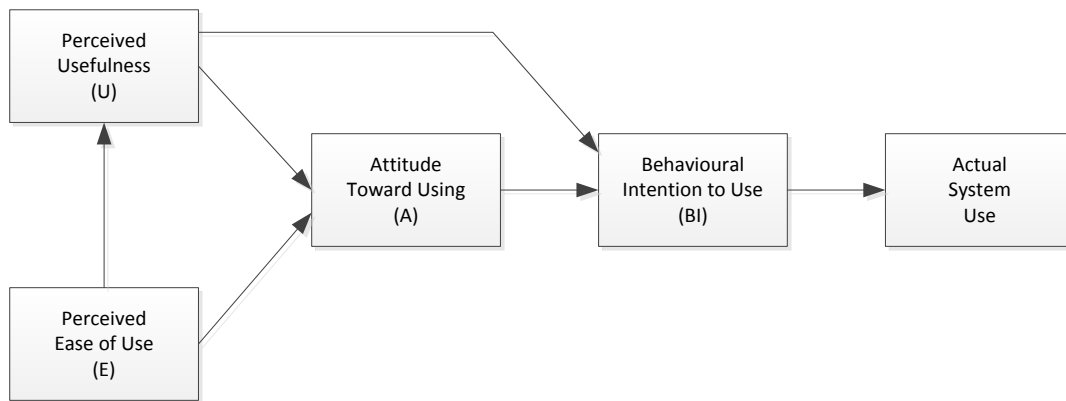 Perceived
Usefulness
(U)
Attitude
Toward Using
(A)
Behavioural
Intention to Use
(BI)
Actual
System
Use
Perceived
Ease of Use
(E)